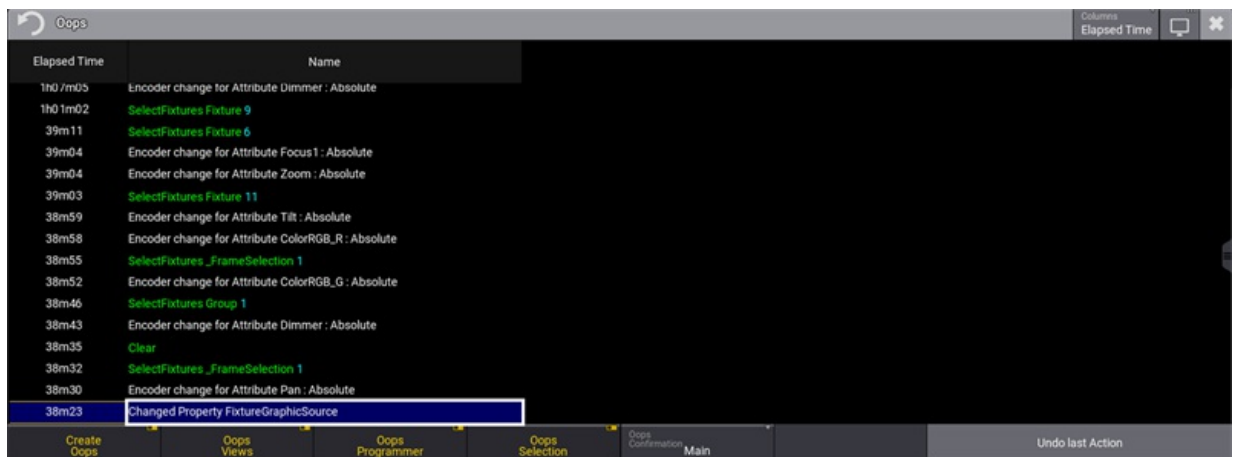 Oops
Columns
Elapsed Time
Elapsed Time Name
1h07m05 Encoder change for Attribute Dimmer : Absolute
1h01m02 SelectFixtures Fixture 9
39m11 SelectFixtures Fixture 6
39m04 Encoder change for Attribute Focus1 : Absolute
39m04 Encoder change for Attribute Zoom : Absolute
39m03 SelectFixtures Fixture 11
38m59 Encoder change for Attribute Tilt : Absolute
38m58 Encoder change for Attribute ColorRGB_R : Absolute
38m55 SelectFixtures _FrameSelection 1
38m52 Encoder change for Attribute ColorRGB_G : Absolute
38m46 SelectFixtures Group 1
38m43 Encoder change for Attribute Dimmer : Absolute
38m35 Clear
38m32 SelectFixtures _FrameSelection 1
38m30 Encoder change for Attribute Pan : Absolute
38m23 Changed Property FixtureGraphicSource
Create
Oops
Oops
Views
Oops
Programmer
Oops
Selection
Oops
Confirmation
Main
Undo last Action